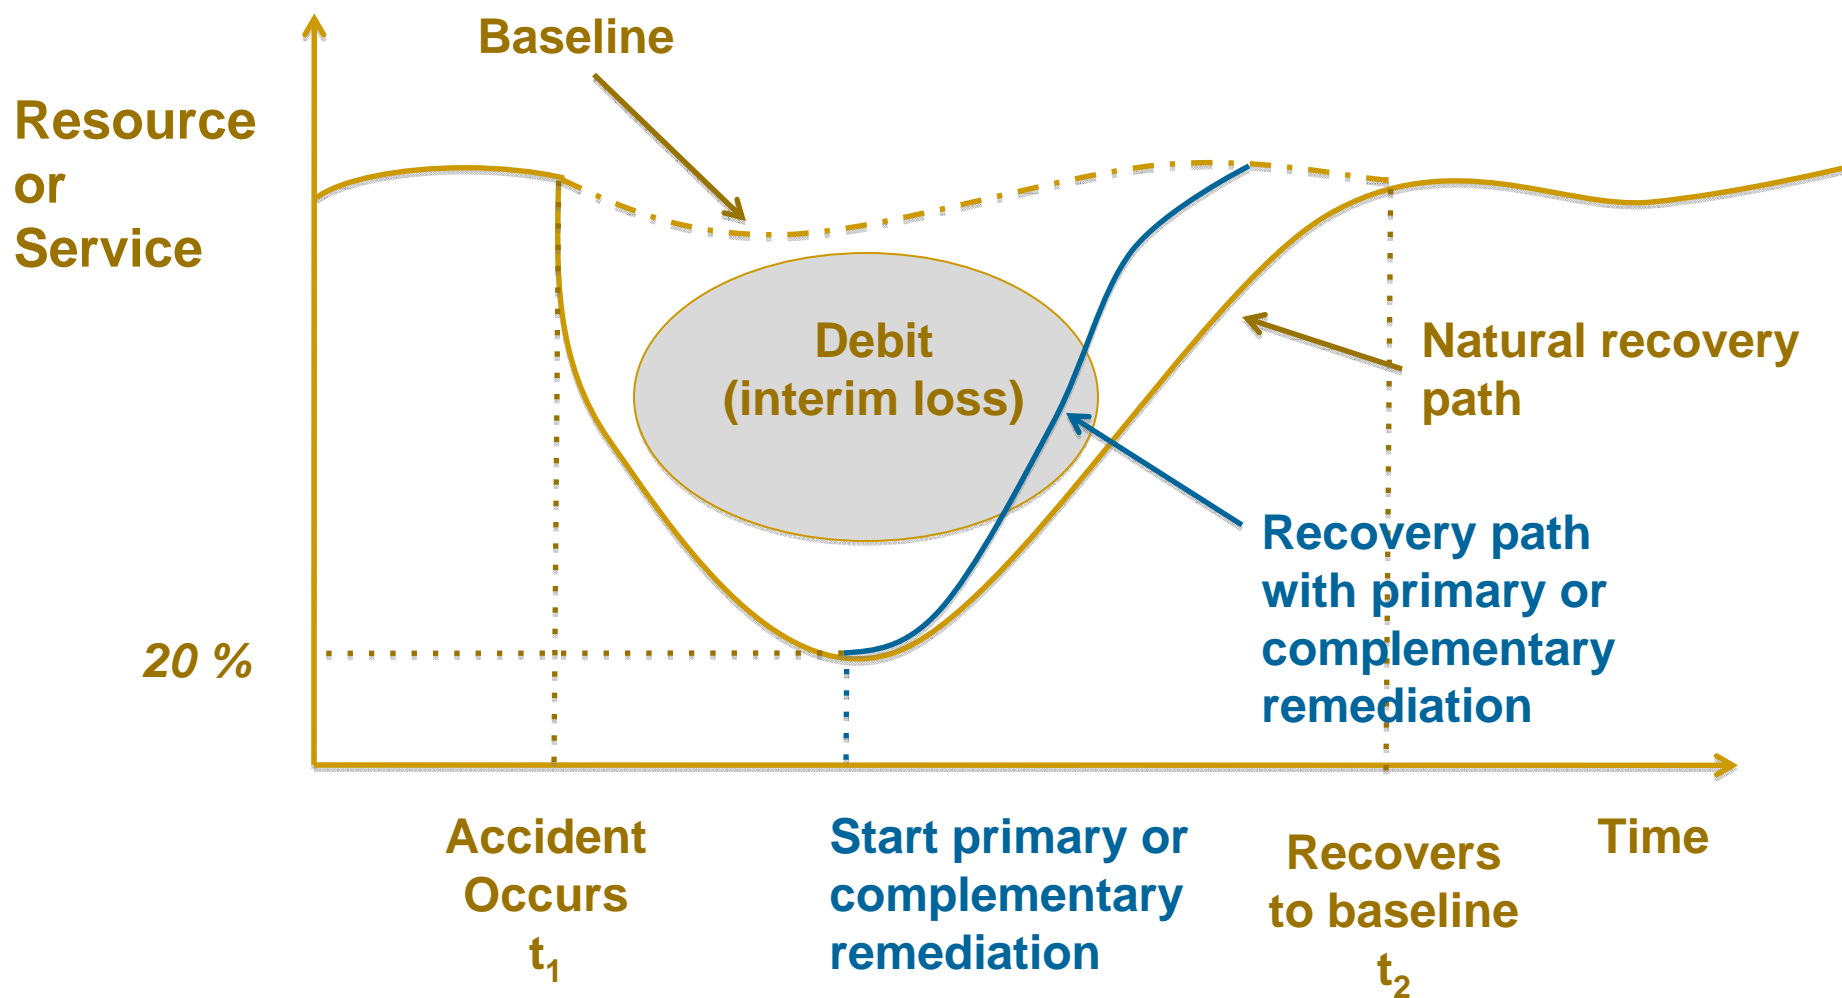 Baseline
Resource
or
Service
Debit
(interim loss)
Natural recovery
path
Recovery path
with primary or
complementary
remediation
20 %
Accident
Occurs
t₁
Start primary or
complementary
remediation
Recovers
to baseline
t₂
Time